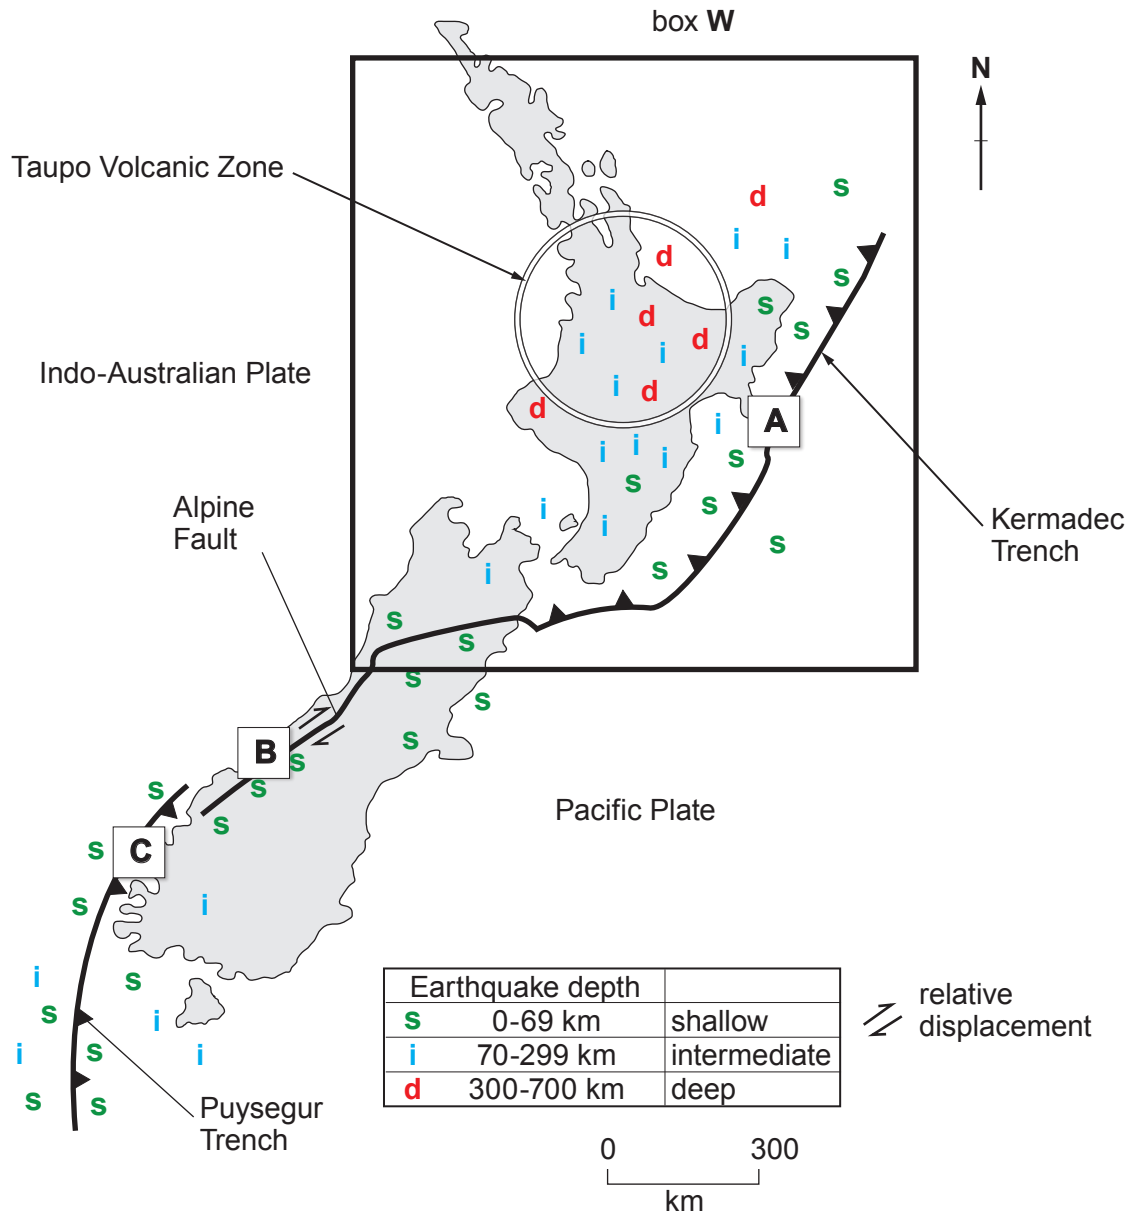 box W
N
Taupo Volcanic Zone
s
d
i
i
d
s
i
s
d
s
i
d
i
i
Indo-Australian Plate
i
d
d
A
i
i
i
i
s
s
Alpine
Fault
i
s
i
s
Kermadec
Trench
i
s
s
s
s
s
B
s
s
s
s
s
Pacific Plate
C
s
s
i
i
s
s
i
i
s
i
s
s
Puysegur
Trench
Earthquake depth
s 0-69 km shallow
i 70-299 km intermediate
d 300-700 km deep
relative
displacement
0 300
km